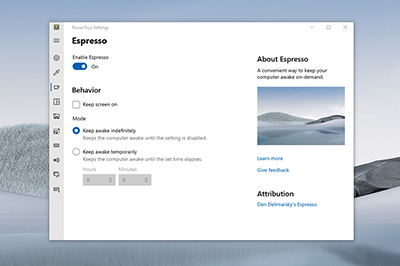 PowerToys Settings
Espresso
Enable Espresso
On
Behavior
Keep screen on
Mode
Keep awake indefinitely
Keeps the computer awake until the setting is disabled.
Keep awake temporarily
Keeps the computer awake until the set time elapses.
Hours Minutes
0 0
About Espresso
A convenient way to keep your
computer awake on-demand.
Learn more
Give feedback
Attribution
Den Delimarsky's Espresso